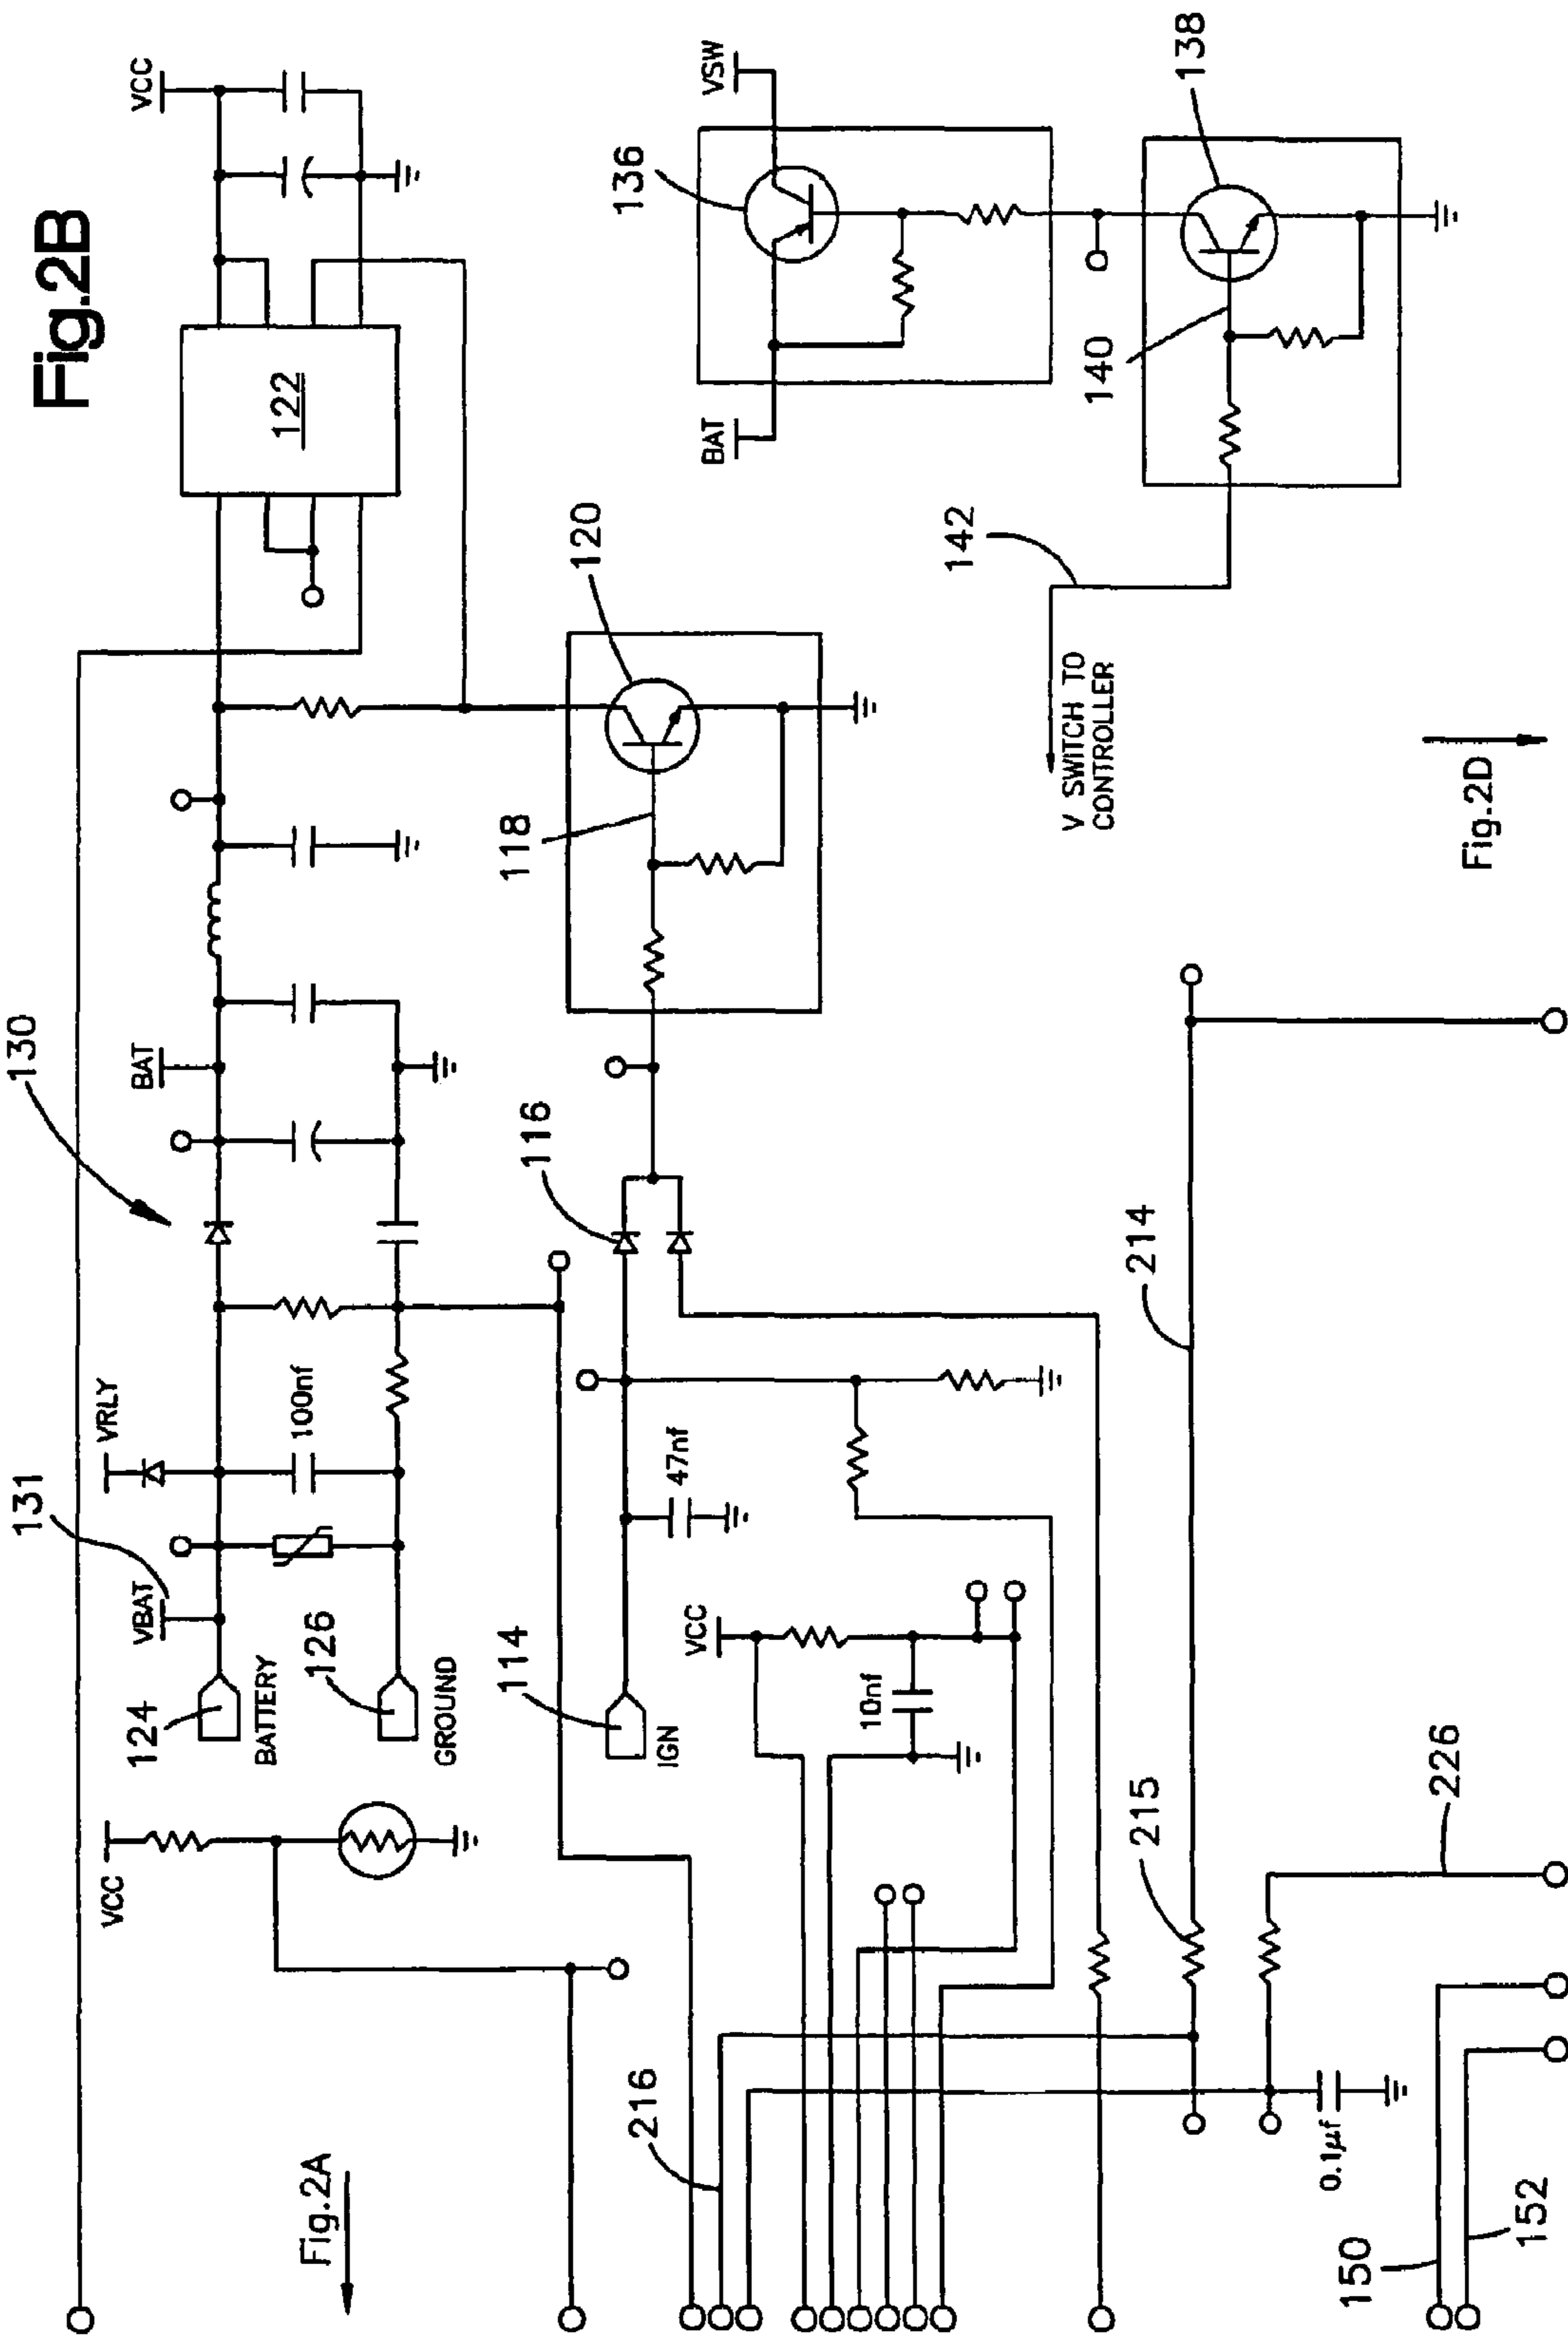 Fig.2B
130
131
VRLY
BAT
VCC
VBAT
100nf
124
BATTERY
126
GROUND
122
VCC
Fig.2A
114
IGN
116
118
120
47nf
136
VSW
BAT
VCC
10nf
216
142
V SWITCH TO
CONTROLLER
140
138
215
214
226
0.1µf
150
152
Fig.2D